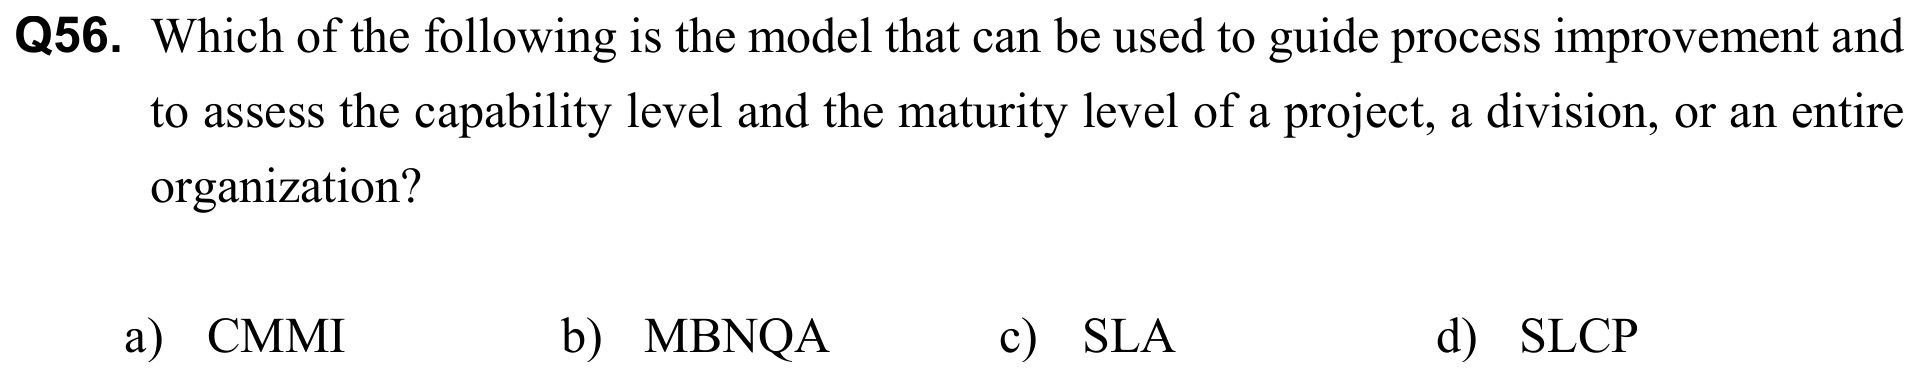 Q56. Which of the following is the model that can be used to guide process improvement and
to assess the capability level and the maturity level of a project, a division, or an entire
organization?
a) CMMI b) MBNQA c) SLA d) SLCP